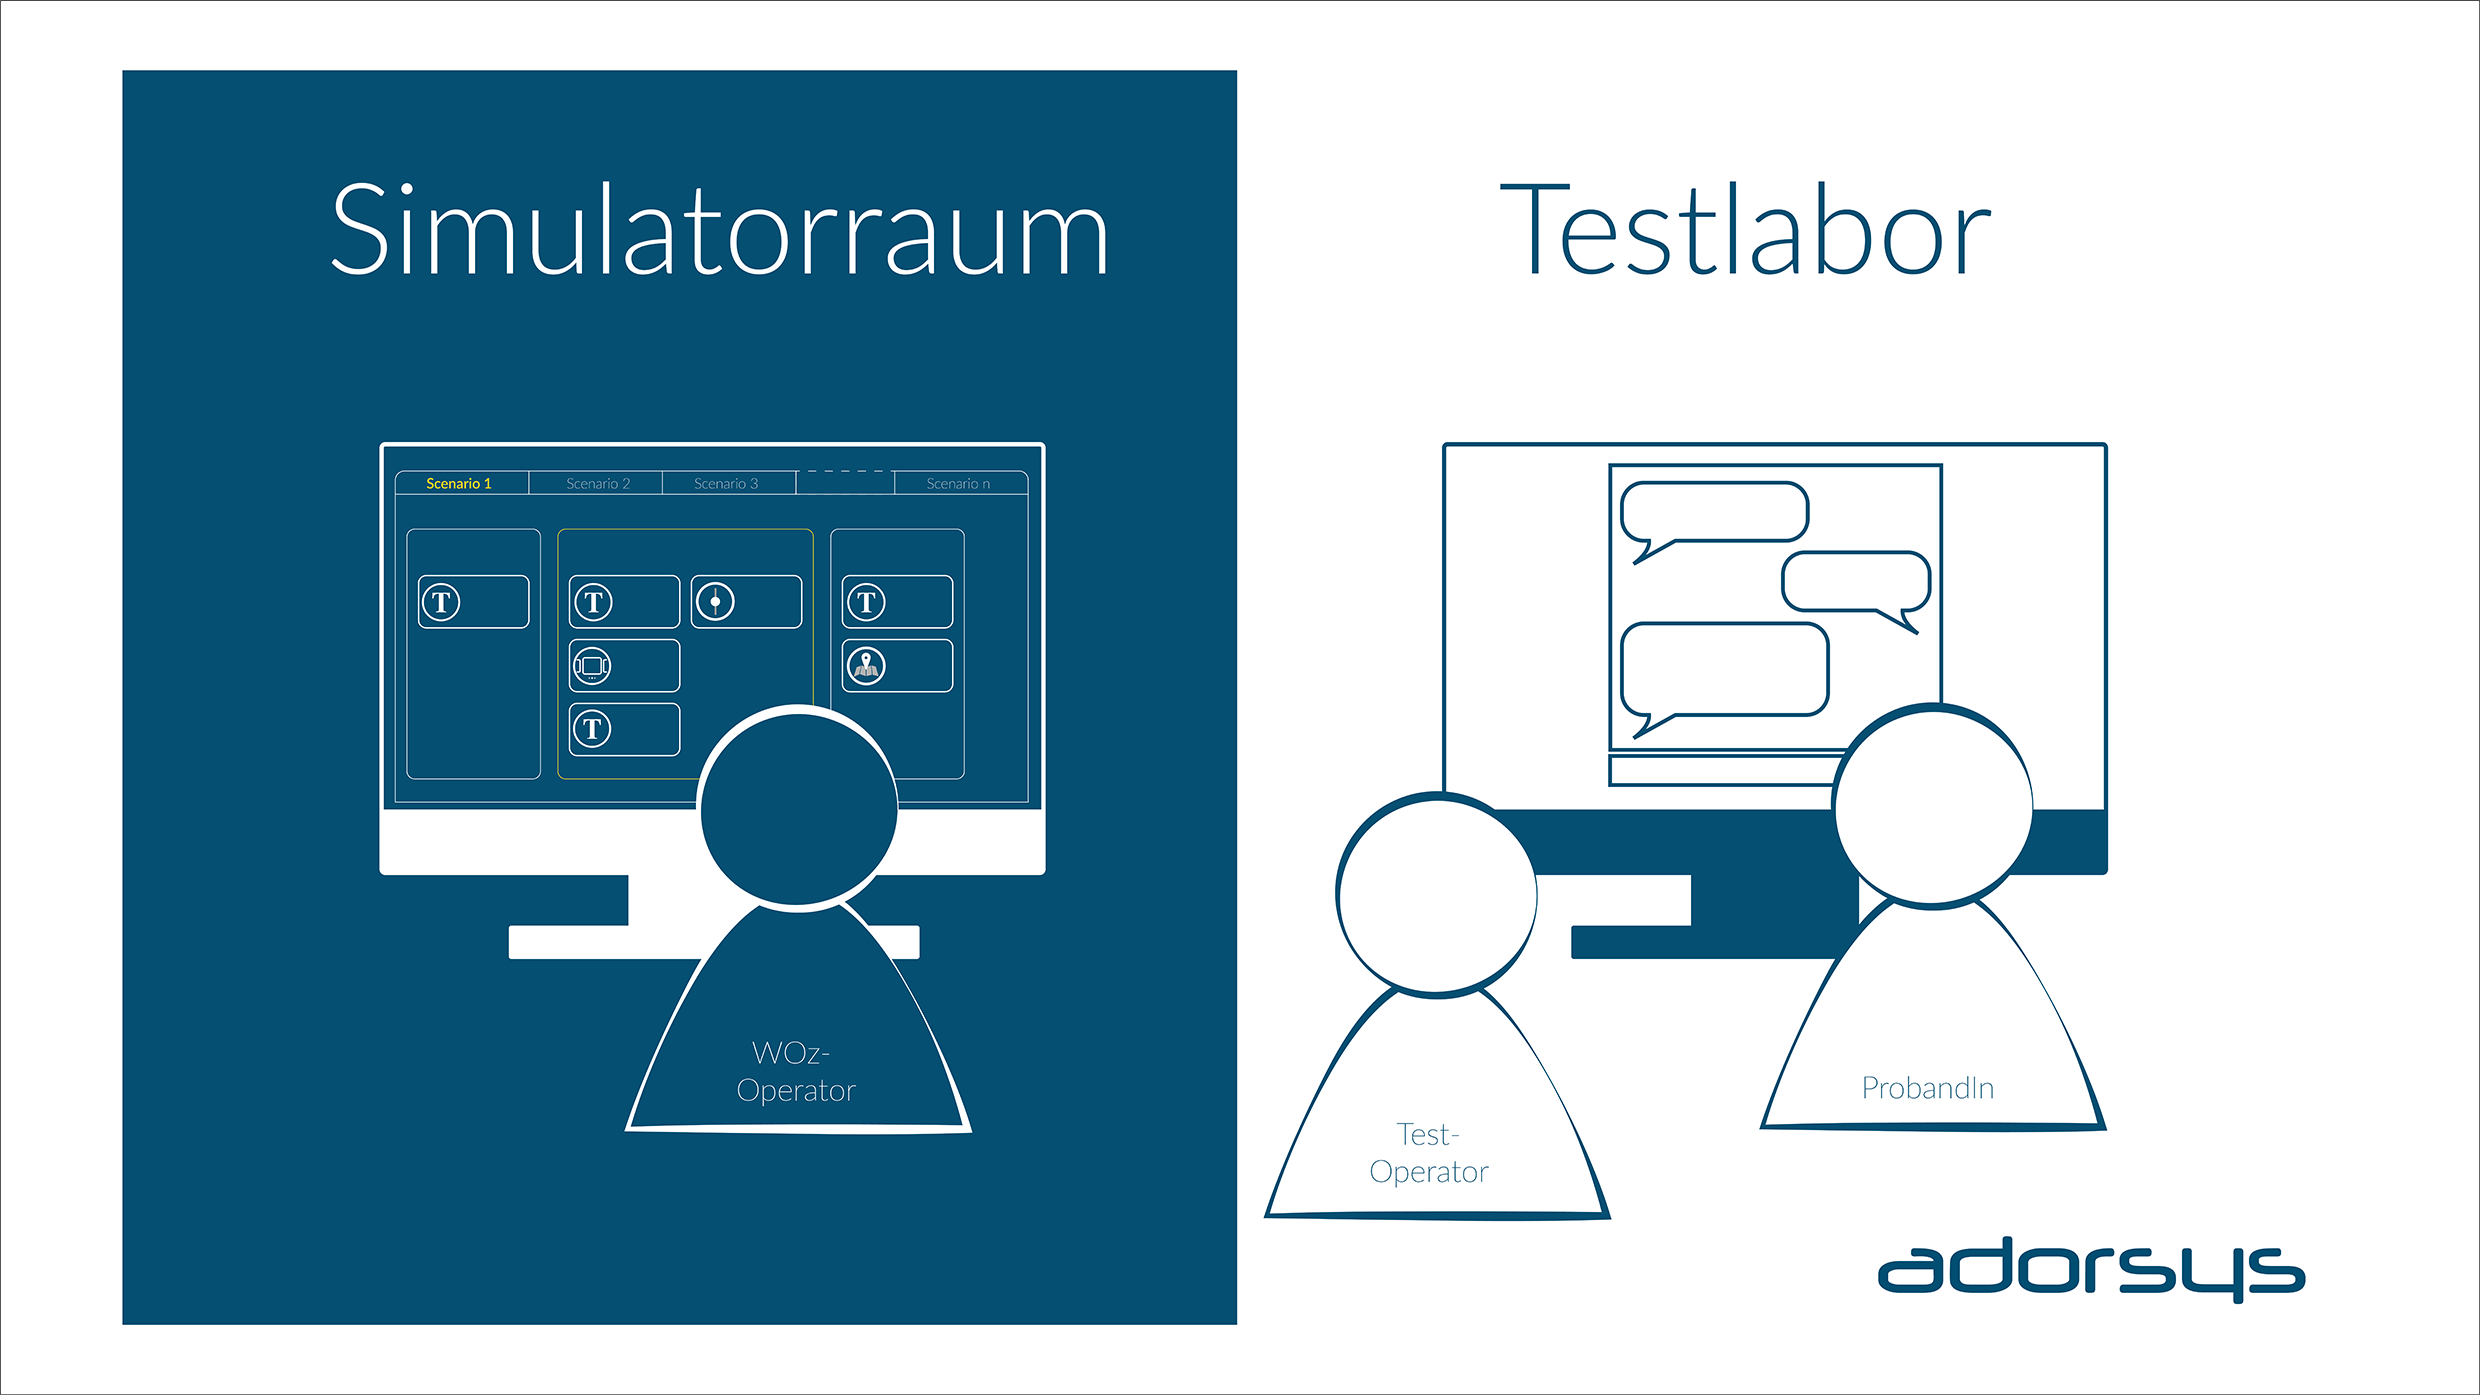 Simulatorraum
Scenario 1
Scenario 2
Scenario 3
Scenario n
T
T
T
T
WOz-
Operator
Testlabor
Test-
Operator
ProbandIn
adorsys